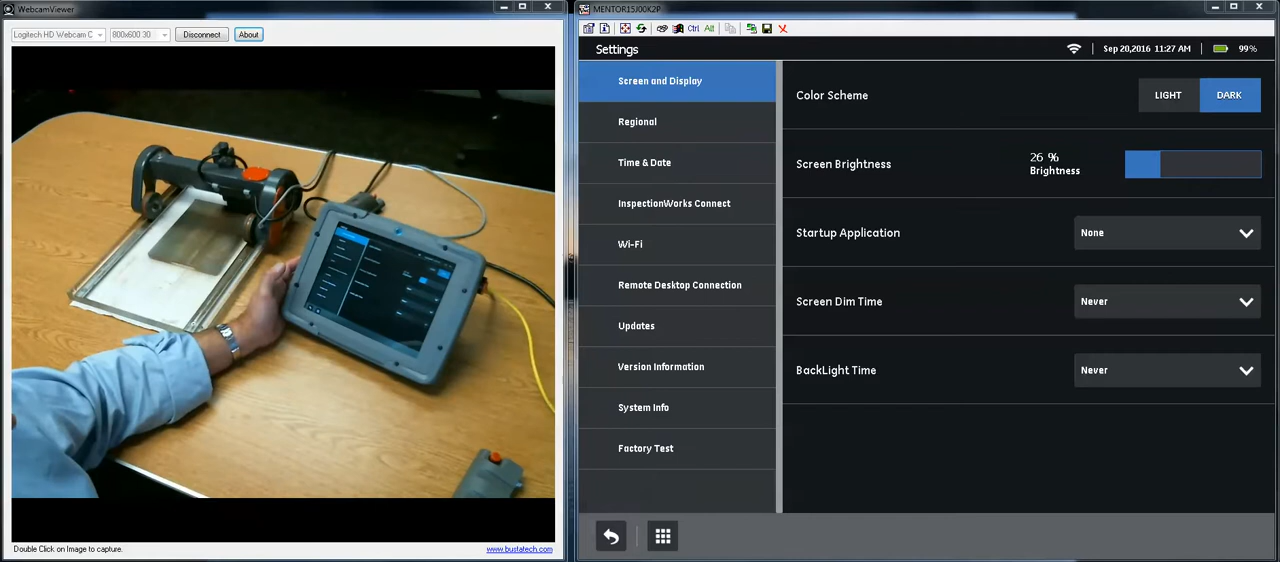 WebcamViewer
Logitech HD Webcam C
800x600 30
Disconnect
About
Double Click on Image to capture.
www.bustatech.com
MENTOR15J00K2P
Ctrl
Alt
Settings
Sep 20,2016 11:27 AM
99%
Screen and Display
Regional
Time & Date
InspectionWorks Connect
Wi-Fi
Remote Desktop Connection
Updates
Version Information
System Info
Factory Test
Color Scheme
LIGHT
DARK
Screen Brightness
26 %
Brightness
Startup Application
None
Screen Dim Time
Never
BackLight Time
Never